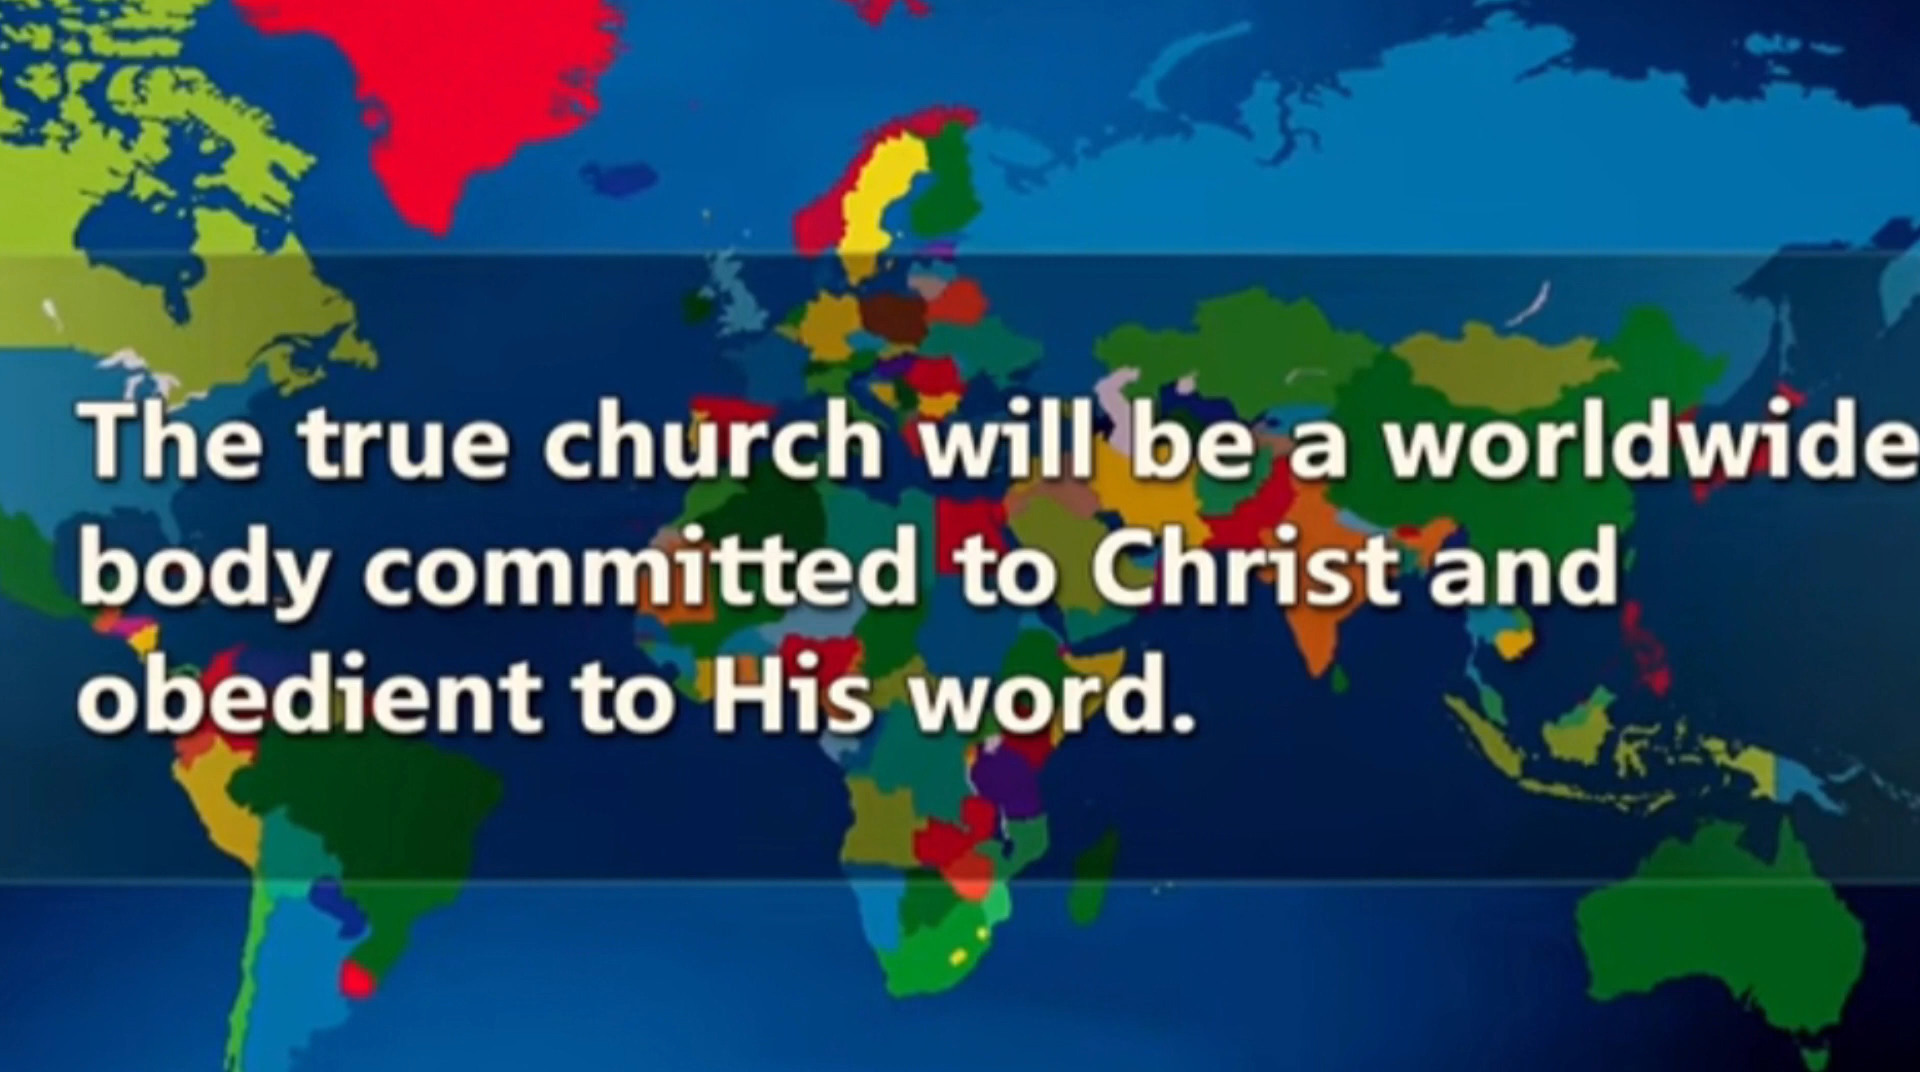 The true church will be a worldwide
body committed to Christ and
obedient to His word.